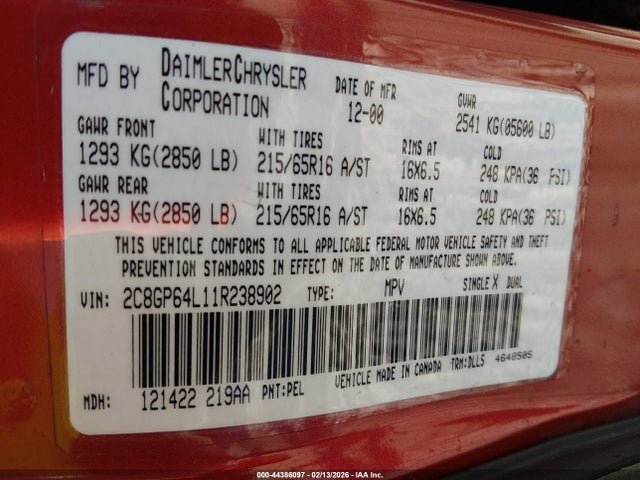 MFD BY DAIMLERCHRYSLER CORPORATION DATE OF MFR 12-00 GVWR 2541 KG(05600 LB)
GAWR FRONT WITH TIRES RIMS AT COLD
1293 KG(2850 LB) 215/65R16 A/ST 16X6.5 248 KPA(36 PSI)
GAWR REAR WITH TIRES RIMS AT COLD
1293 KG(2850 LB) 215/65R16 A/ST 16X6.5 248 KPA(36 PSI)
THIS VEHICLE CONFORMS TO ALL APPLICABLE FEDERAL MOTOR VEHICLE SAFETY AND THEFT
PREVENTION STANDARDS IN EFFECT ON THE DATE OF MANUFACTURE SHOWN ABOVE.
VIN: 2C8GP64L11R238902 TYPE: MPV SINGLE X DUAL
MDH: 121422 219AA PNT:PEL VEHICLE MADE IN CANADA TRM:DLL5 4648505
000-44386097 - 02/13/2026 - IAA Inc.